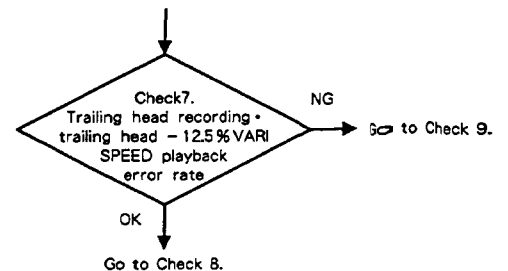 Check7.
Trailing head recording •
trailing head – 12.5% VARI
SPEED playback
error rate
NG
Go to Check 9.
OK
Go to Check 8.